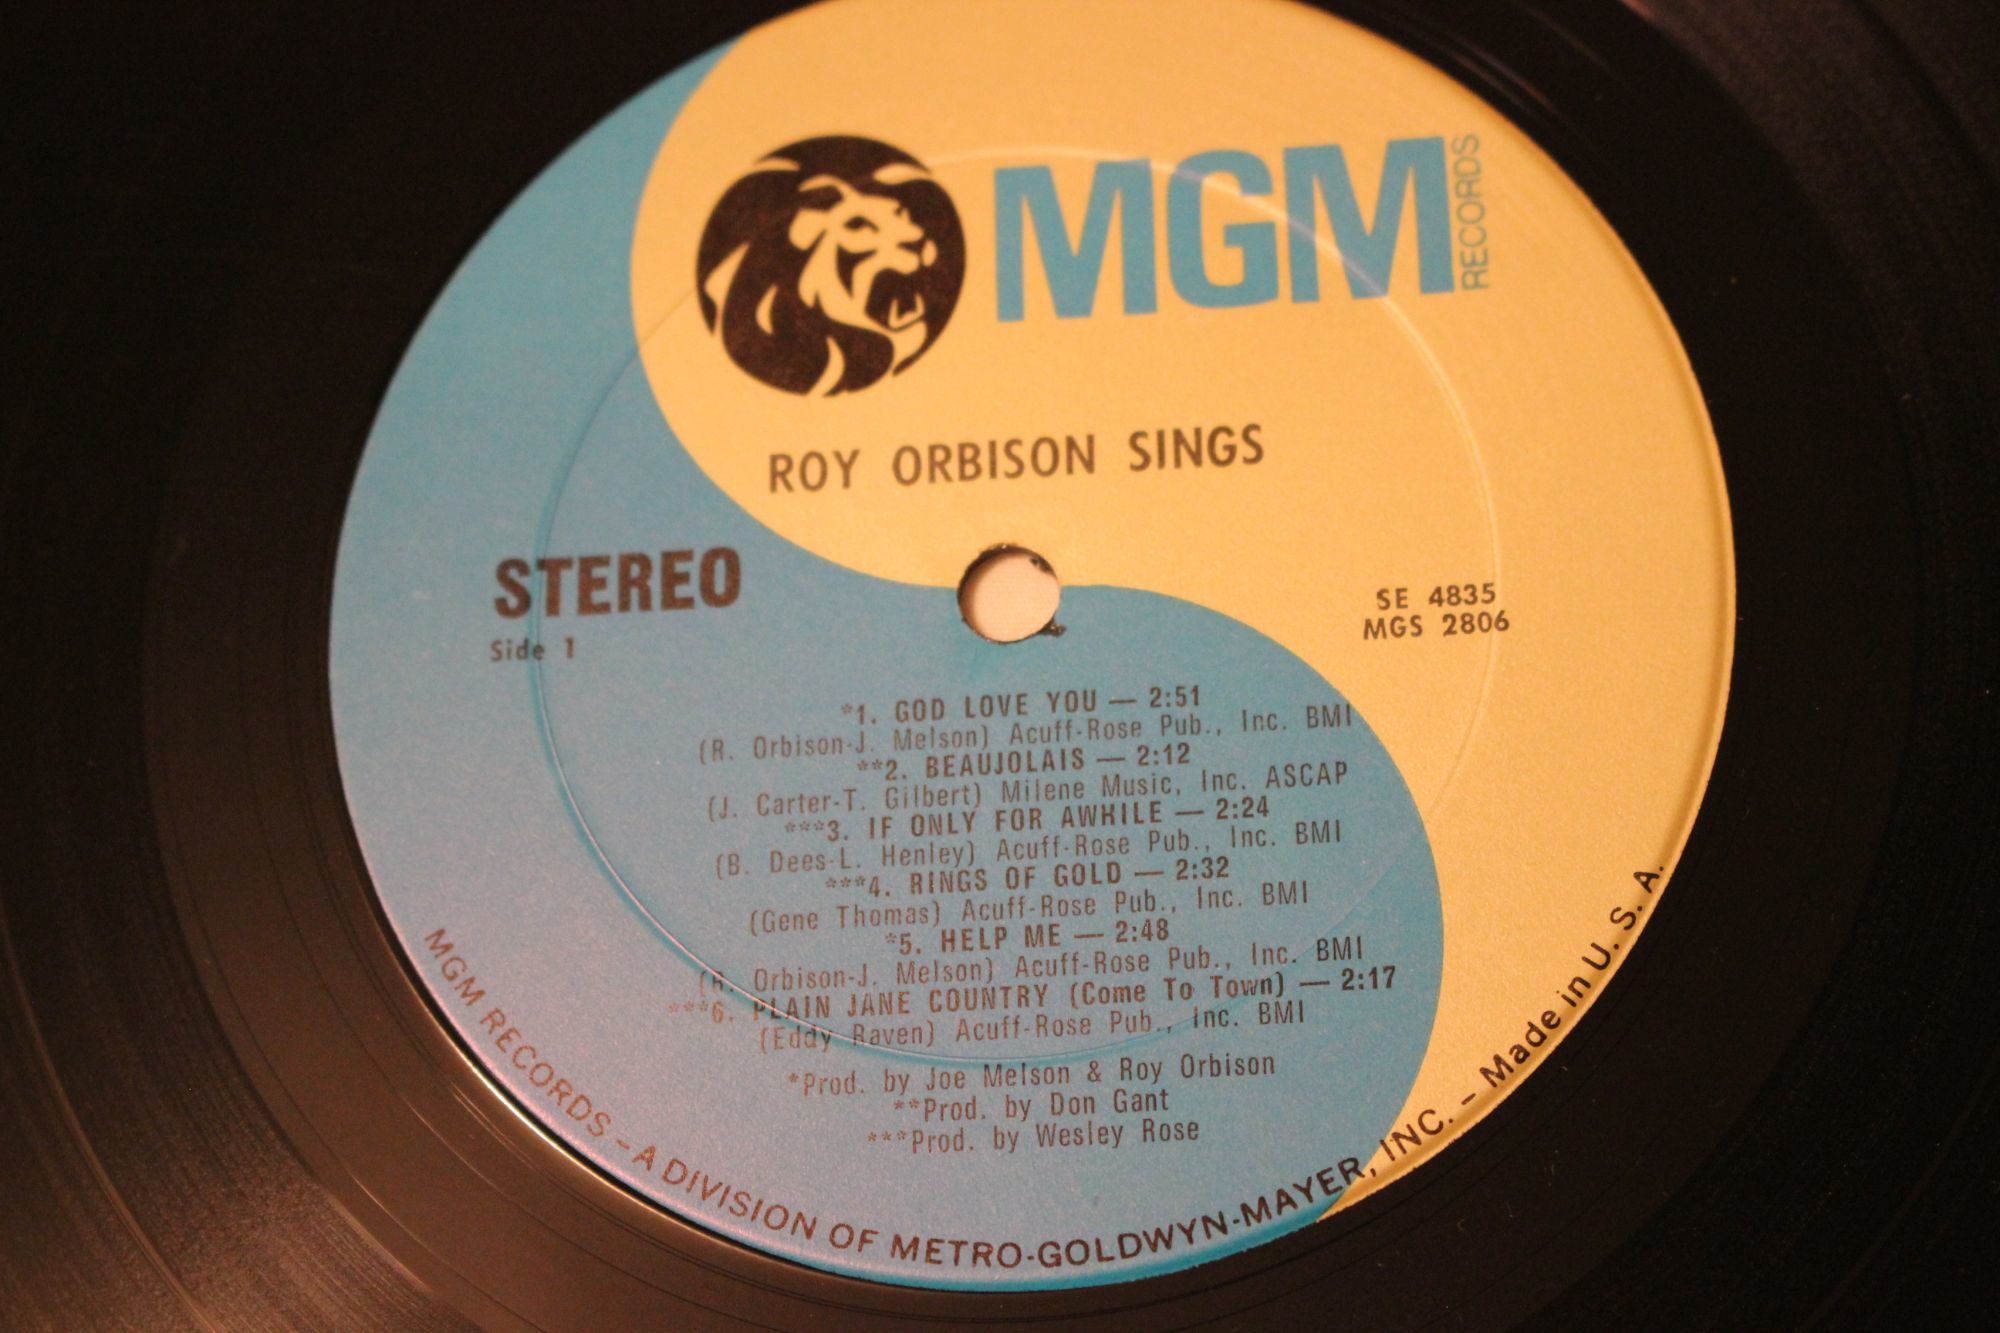 MGM RECORDS
ROY ORBISON SINGS
STEREO
Side 1
SE 4835
MGS 2806
*1. GOD LOVE YOU — 2:51
(R. Orbison-J. Melson) Acuff-Rose Pub., Inc. BMI
**2. BEAUJOLAIS — 2:12
(J. Carter-T. Gilbert) Milene Music, Inc. ASCAP
***3. IF ONLY FOR AWHILE — 2:24
(B. Dees-L. Henley) Acuff-Rose Pub., Inc. BMI
***4. RINGS OF GOLD — 2:32
(Gene Thomas) Acuff-Rose Pub., Inc. BMI
*5. HELP ME — 2:48
(R. Orbison-J. Melson) Acuff-Rose Pub., Inc. BMI
***6. PLAIN JANE COUNTRY (Come To Town) — 2:17
(Eddy Raven) Acuff-Rose Pub., Inc. BMI
*Prod. by Joe Melson & Roy Orbison
**Prod. by Don Gant
***Prod. by Wesley Rose
MGM RECORDS – A DIVISION OF METRO-GOLDWYN-MAYER, INC. – Made in U. S. A.